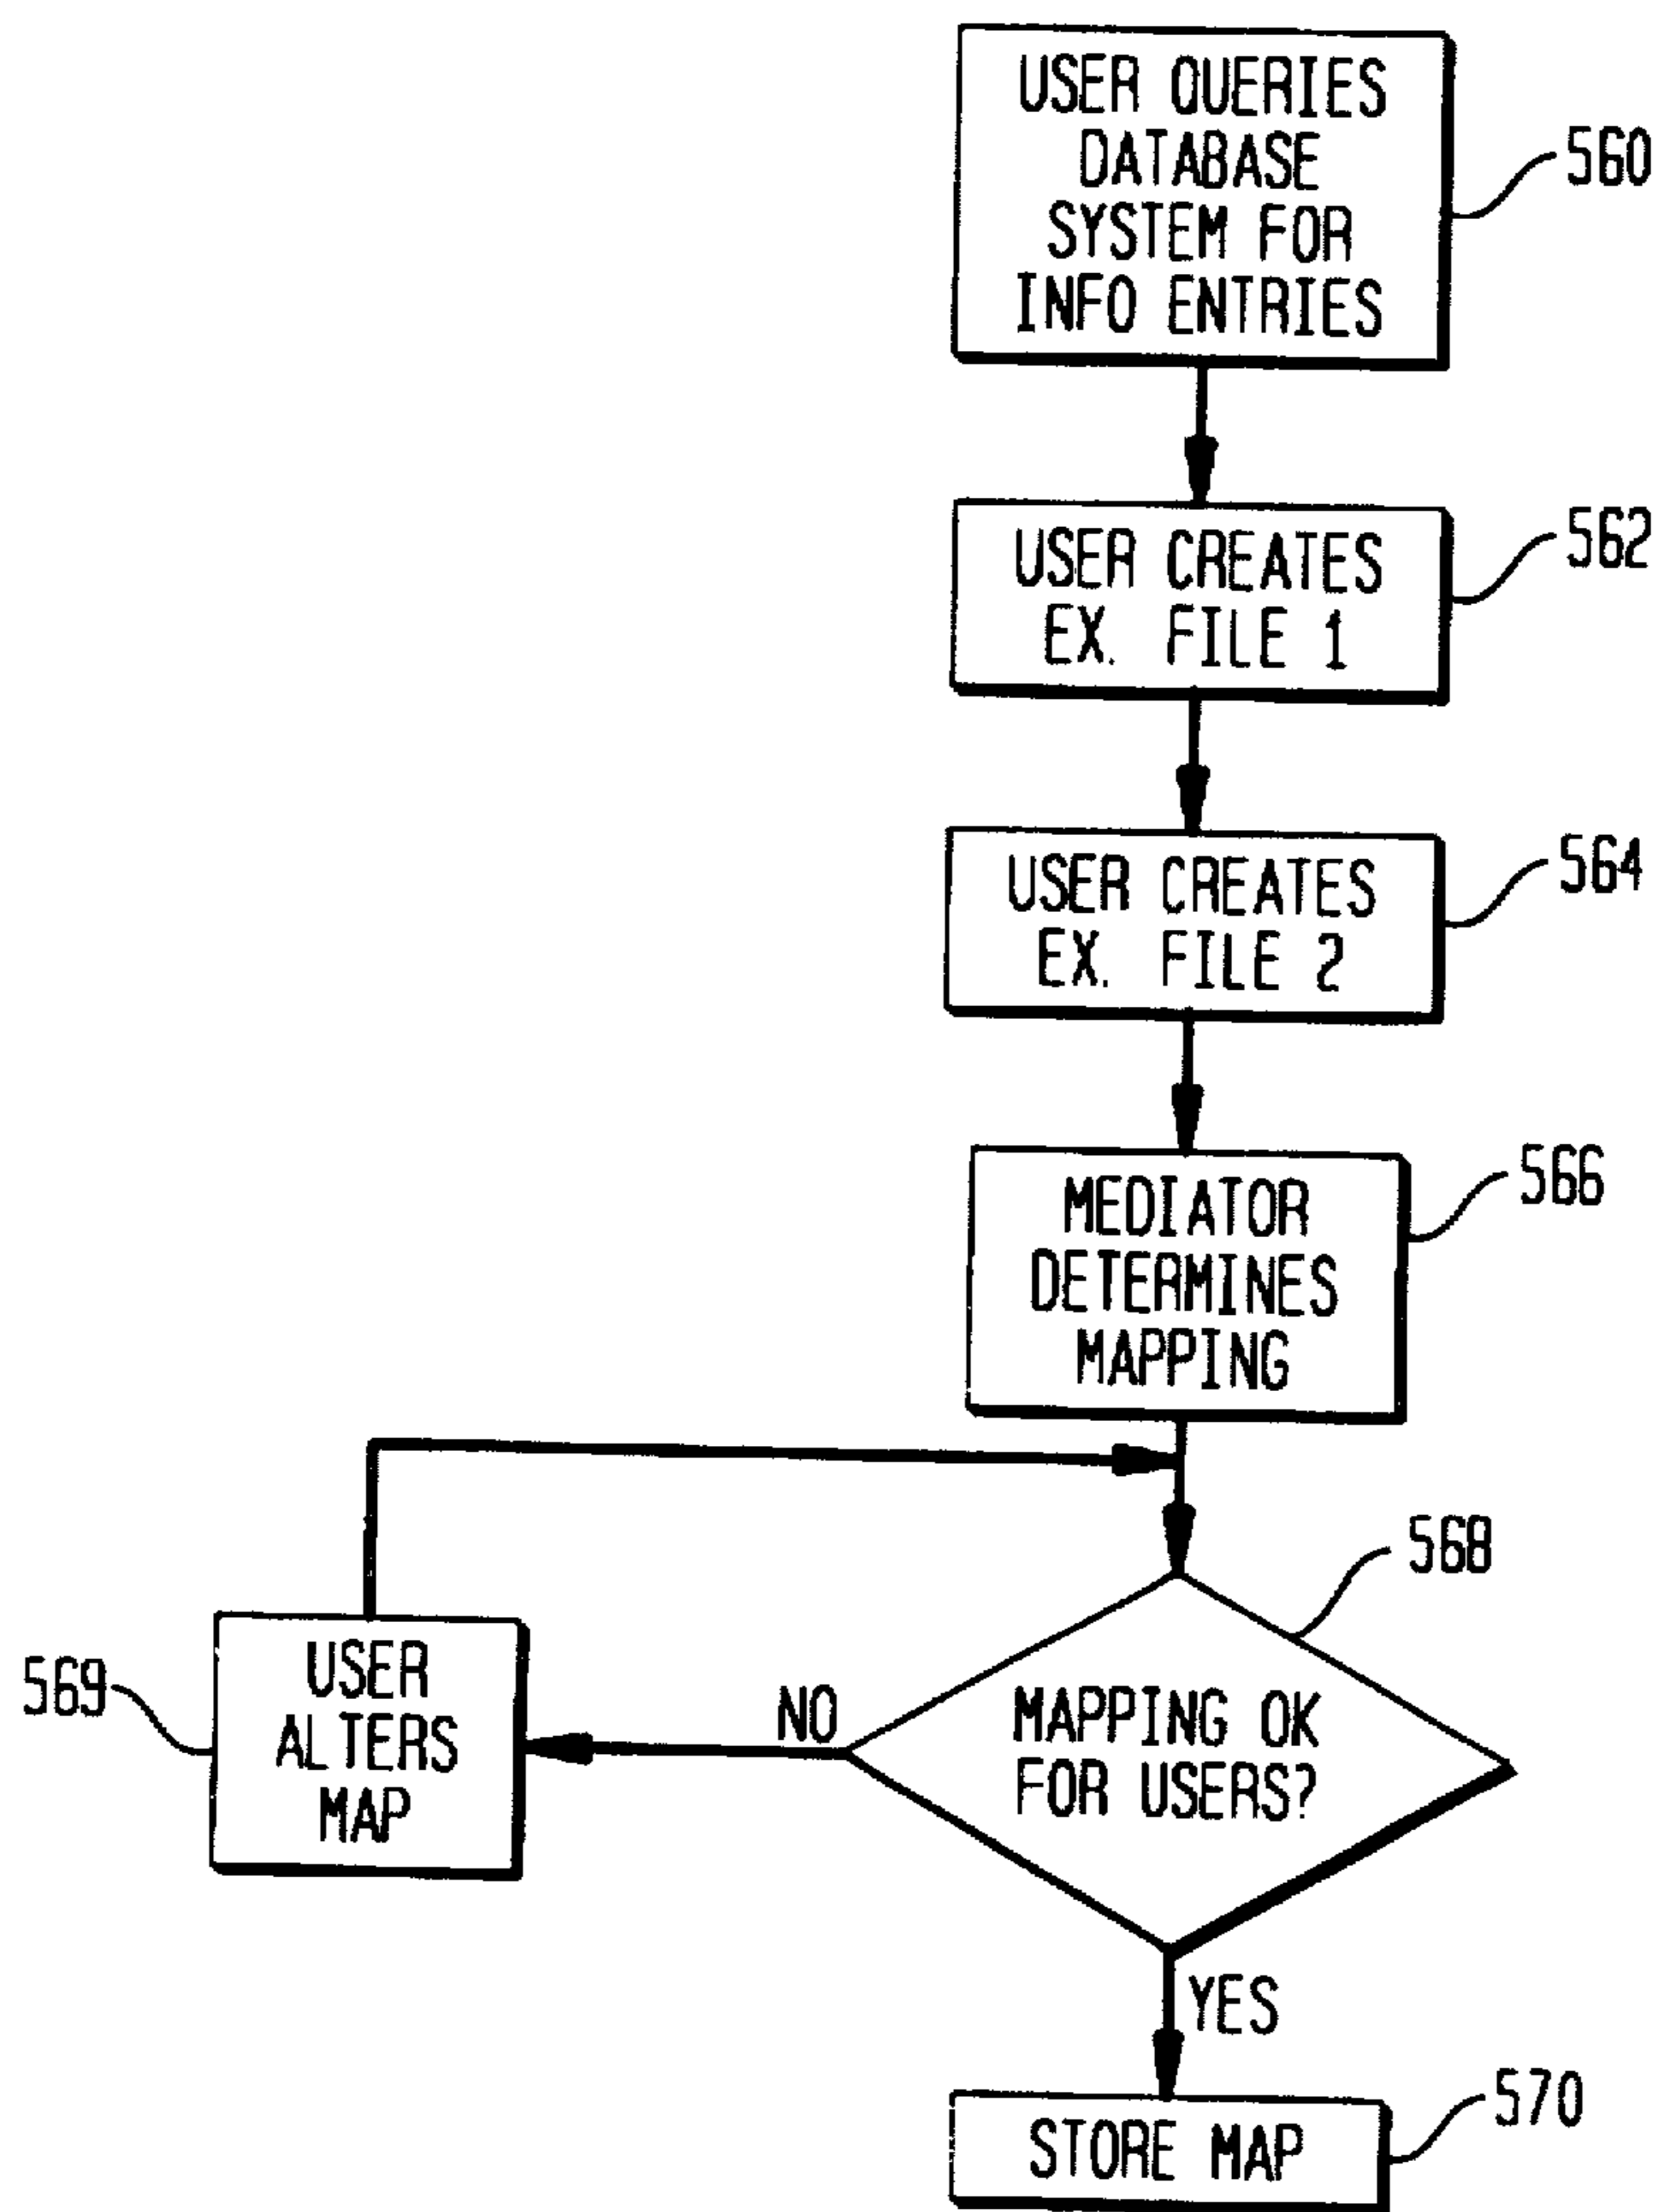 USER QUERIES
DATABASE
SYSTEM FOR
INFO ENTRIES
560
USER CREATES
EX. FILE 1
562
USER CREATES
EX. FILE 2
564
MEDIATOR
DETERMINES
MAPPING
566
568
MAPPING OK
FOR USERS?
NO
569
USER
ALTERS
MAP
YES
STORE MAP
570